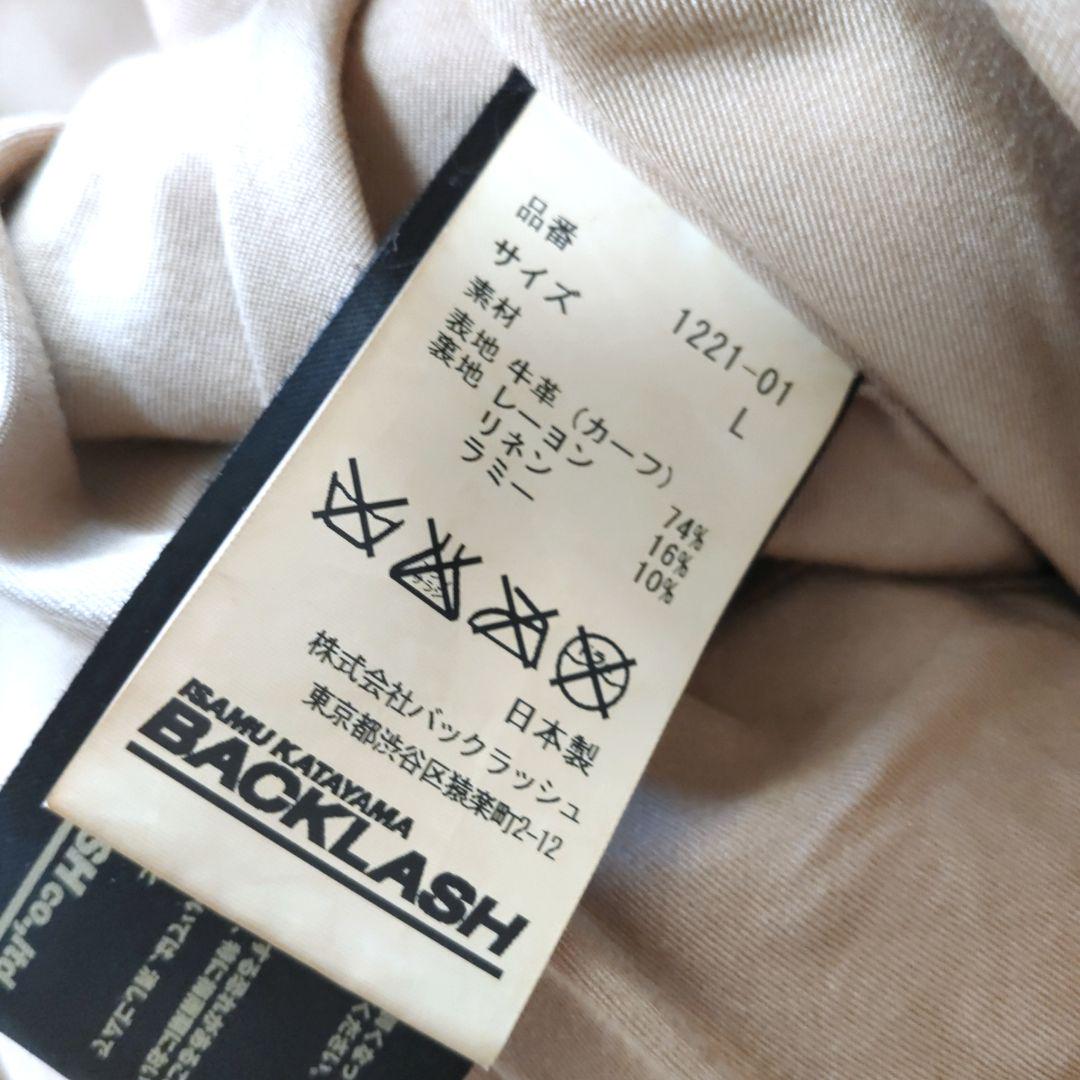 品番 1221-01
サイズ L
素材
表地 牛革（カーフ）
裏地 レーヨン 74%
リネン 16%
ラミー 10%
日本製
株式会社バックラッシュ
東京都渋谷区猿楽町2-12
ISAMU KATAYAMA
BACKLASH
SH co.,ltd